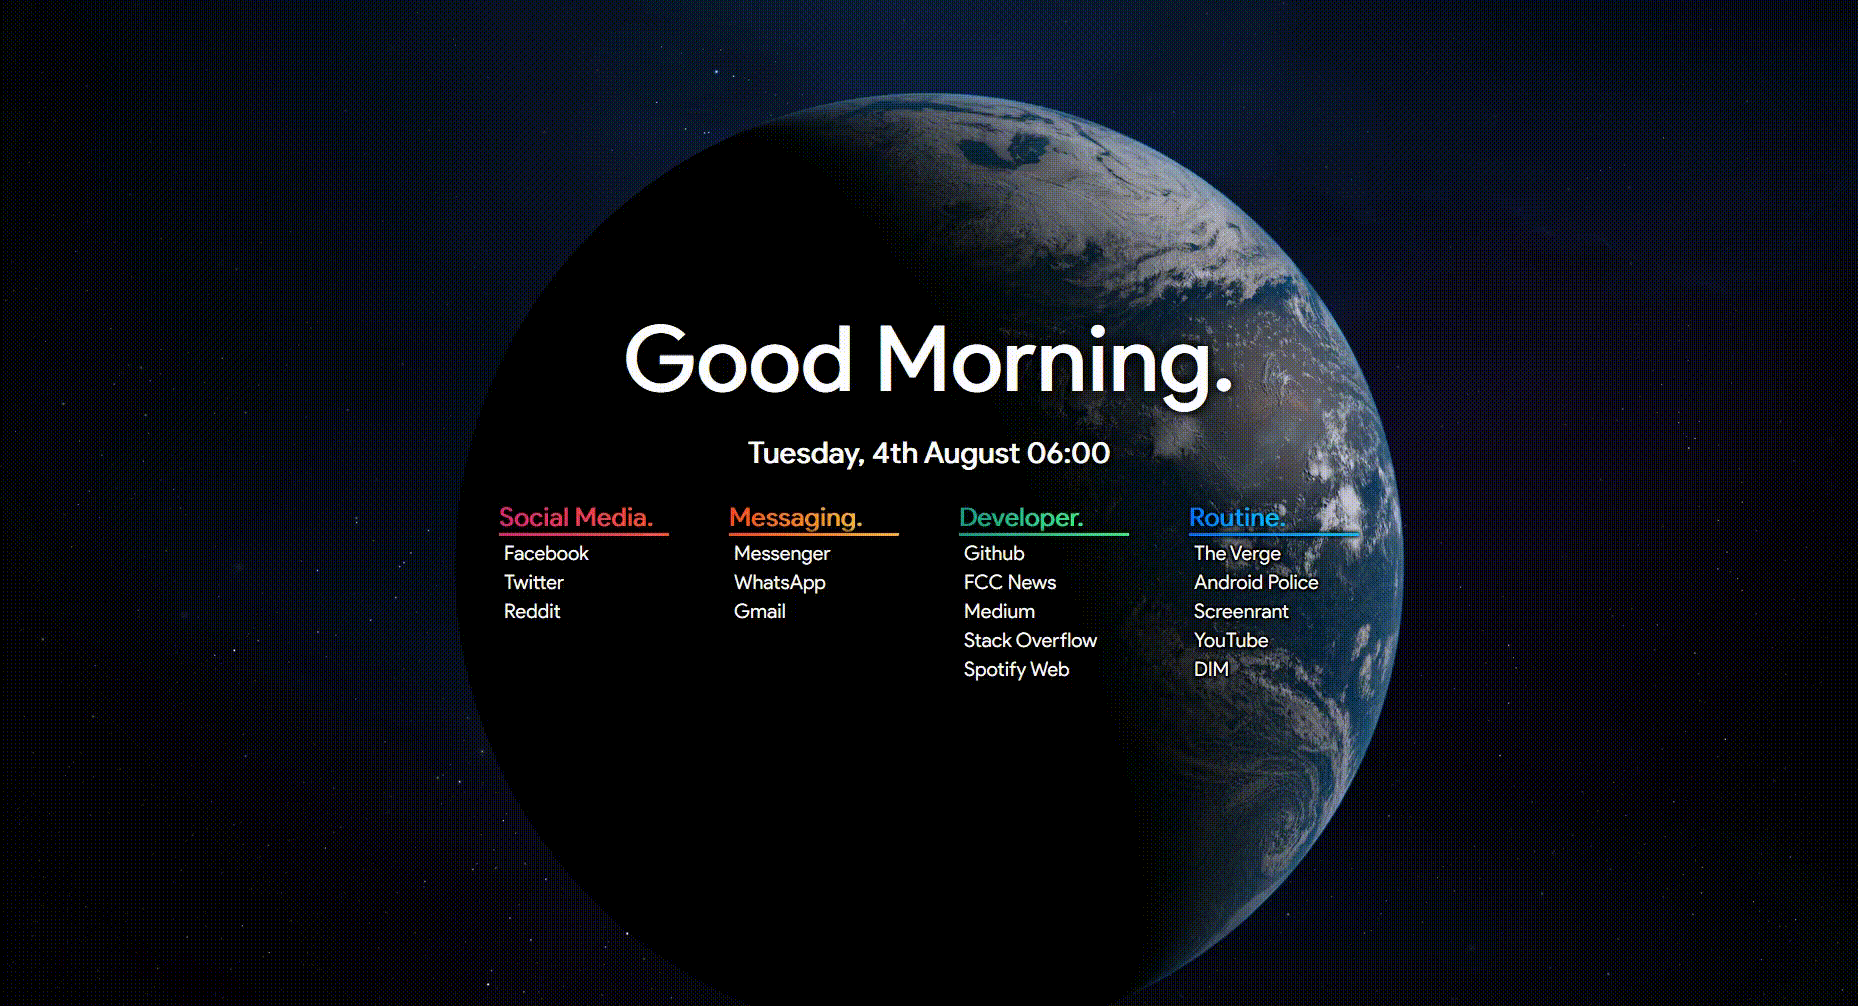 Good Morning.
Tuesday, 4th August 06:00
Social Media.
Facebook
Twitter
Reddit
Messaging.
Messenger
WhatsApp
Gmail
Developer.
Github
FCC News
Medium
Stack Overflow
Spotify Web
Routine.
The Verge
Android Police
Screenrant
YouTube
DIM